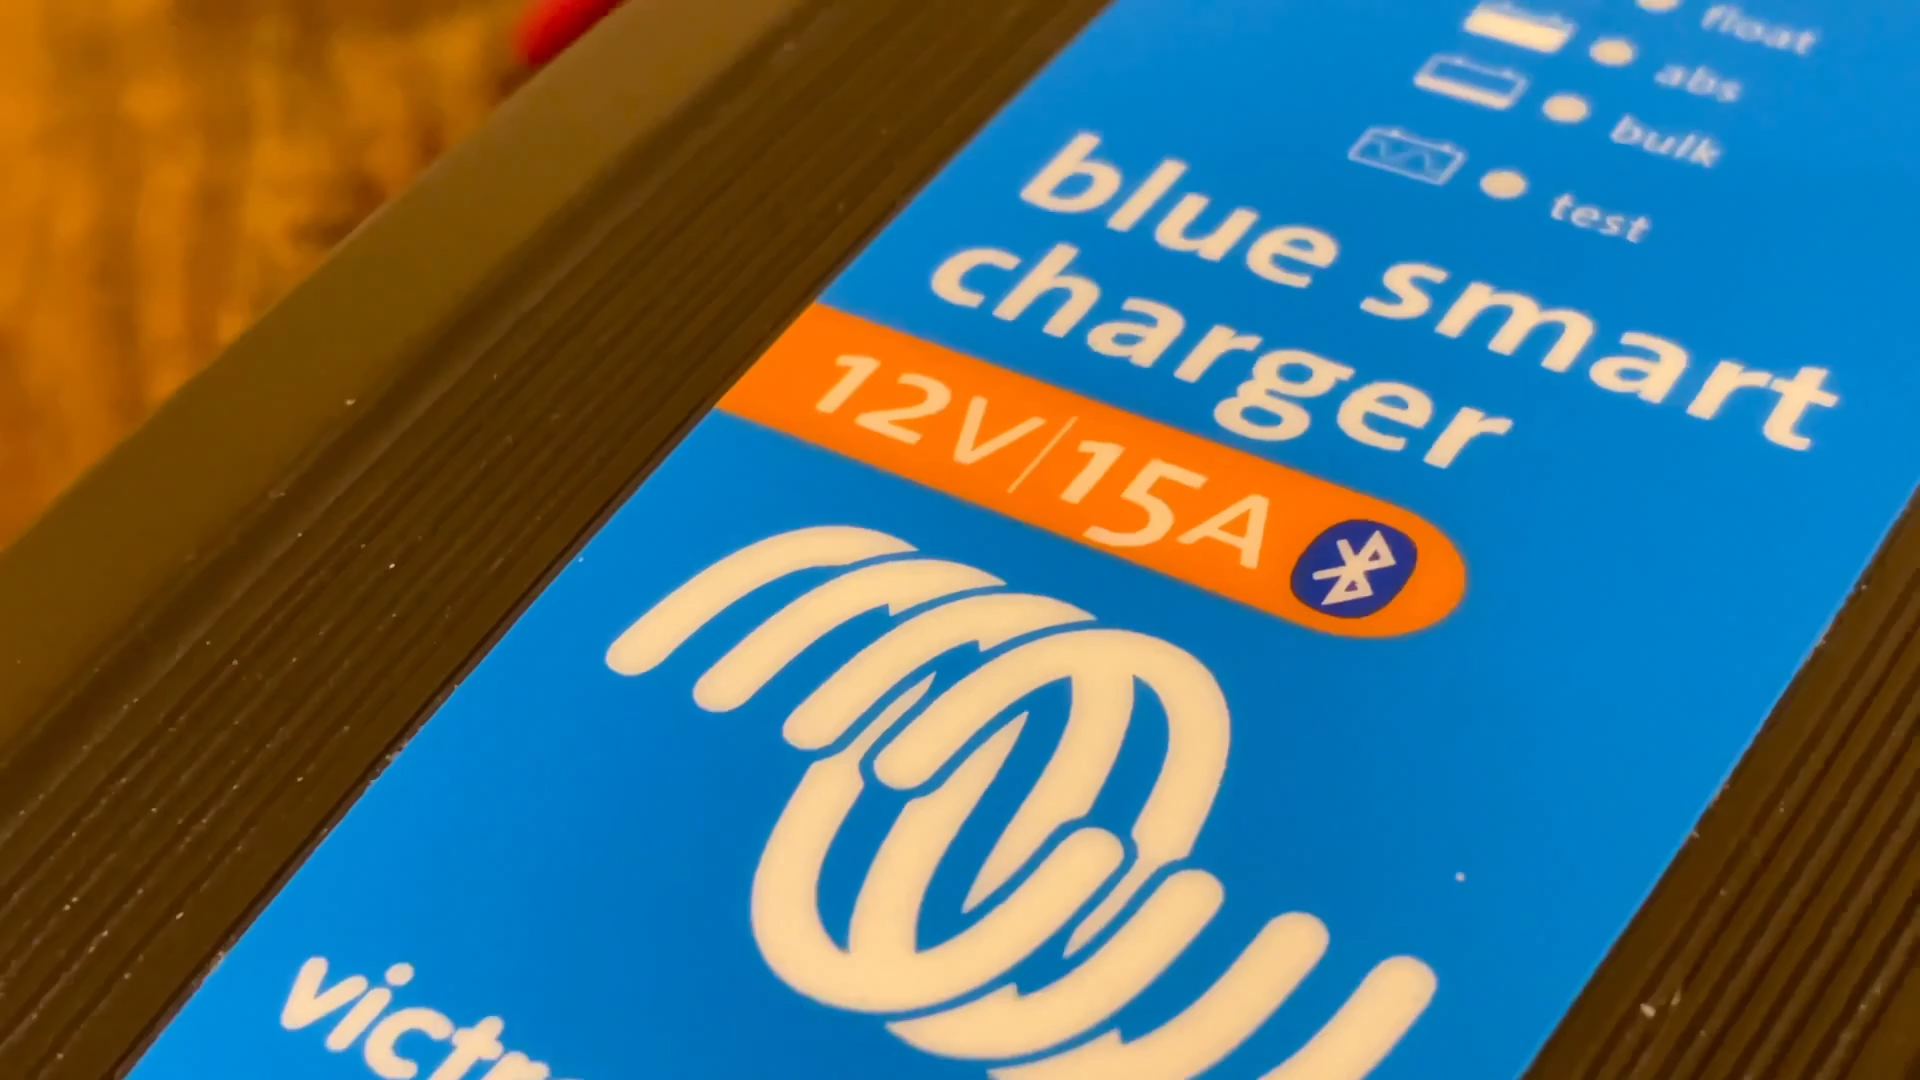 float
abs
bulk
test
blue smart
charger
12V|15A